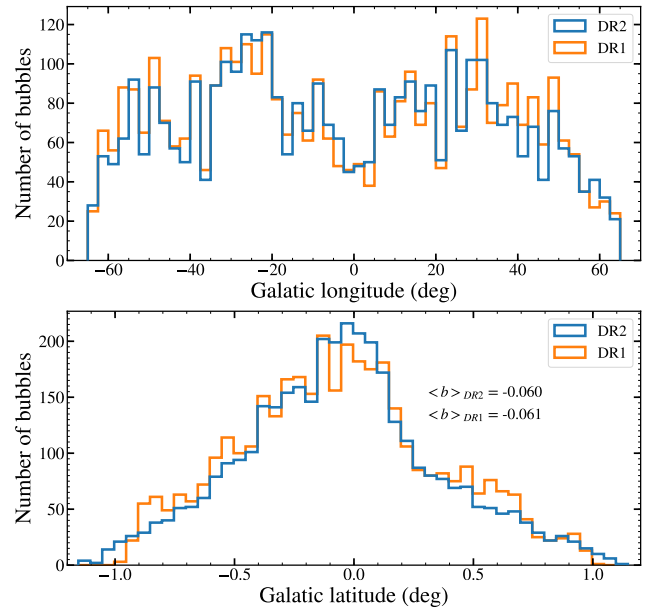 120
100
80
60
40
20
0
Number of bubbles
DR2
DR1
−60
−40
−20
0
20
40
60
Galactic longitude (deg)
200
150
100
50
0
Number of bubbles
DR2
DR1
<b>DR2 = -0.060
<b>DR1 = -0.061
−1.0
−0.5
0.0
0.5
1.0
Galactic latitude (deg)